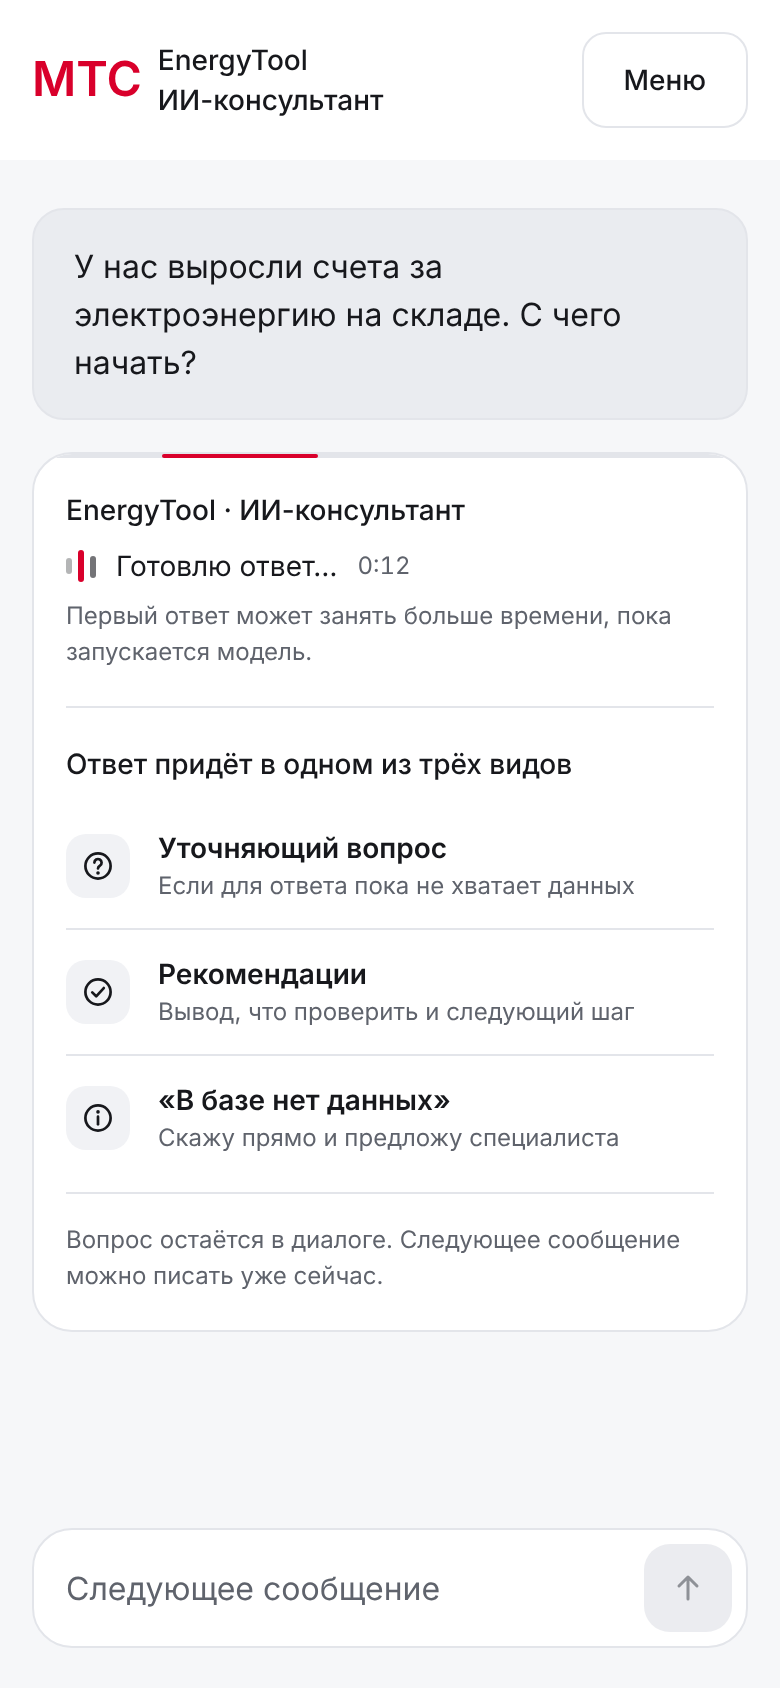 МТС
EnergyTool
ИИ-консультант
Меню
У нас выросли счета за
электроэнергию на складе. С чего
начать?
EnergyTool · ИИ-консультант
Готовлю ответ... 0:12
Первый ответ может занять больше времени, пока
запускается модель.
Ответ придёт в одном из трёх видов
Уточняющий вопрос
Если для ответа пока не хватает данных
Рекомендации
Вывод, что проверить и следующий шаг
«В базе нет данных»
Скажу прямо и предложу специалиста
Вопрос остаётся в диалоге. Следующее сообщение
можно писать уже сейчас.
Следующее сообщение